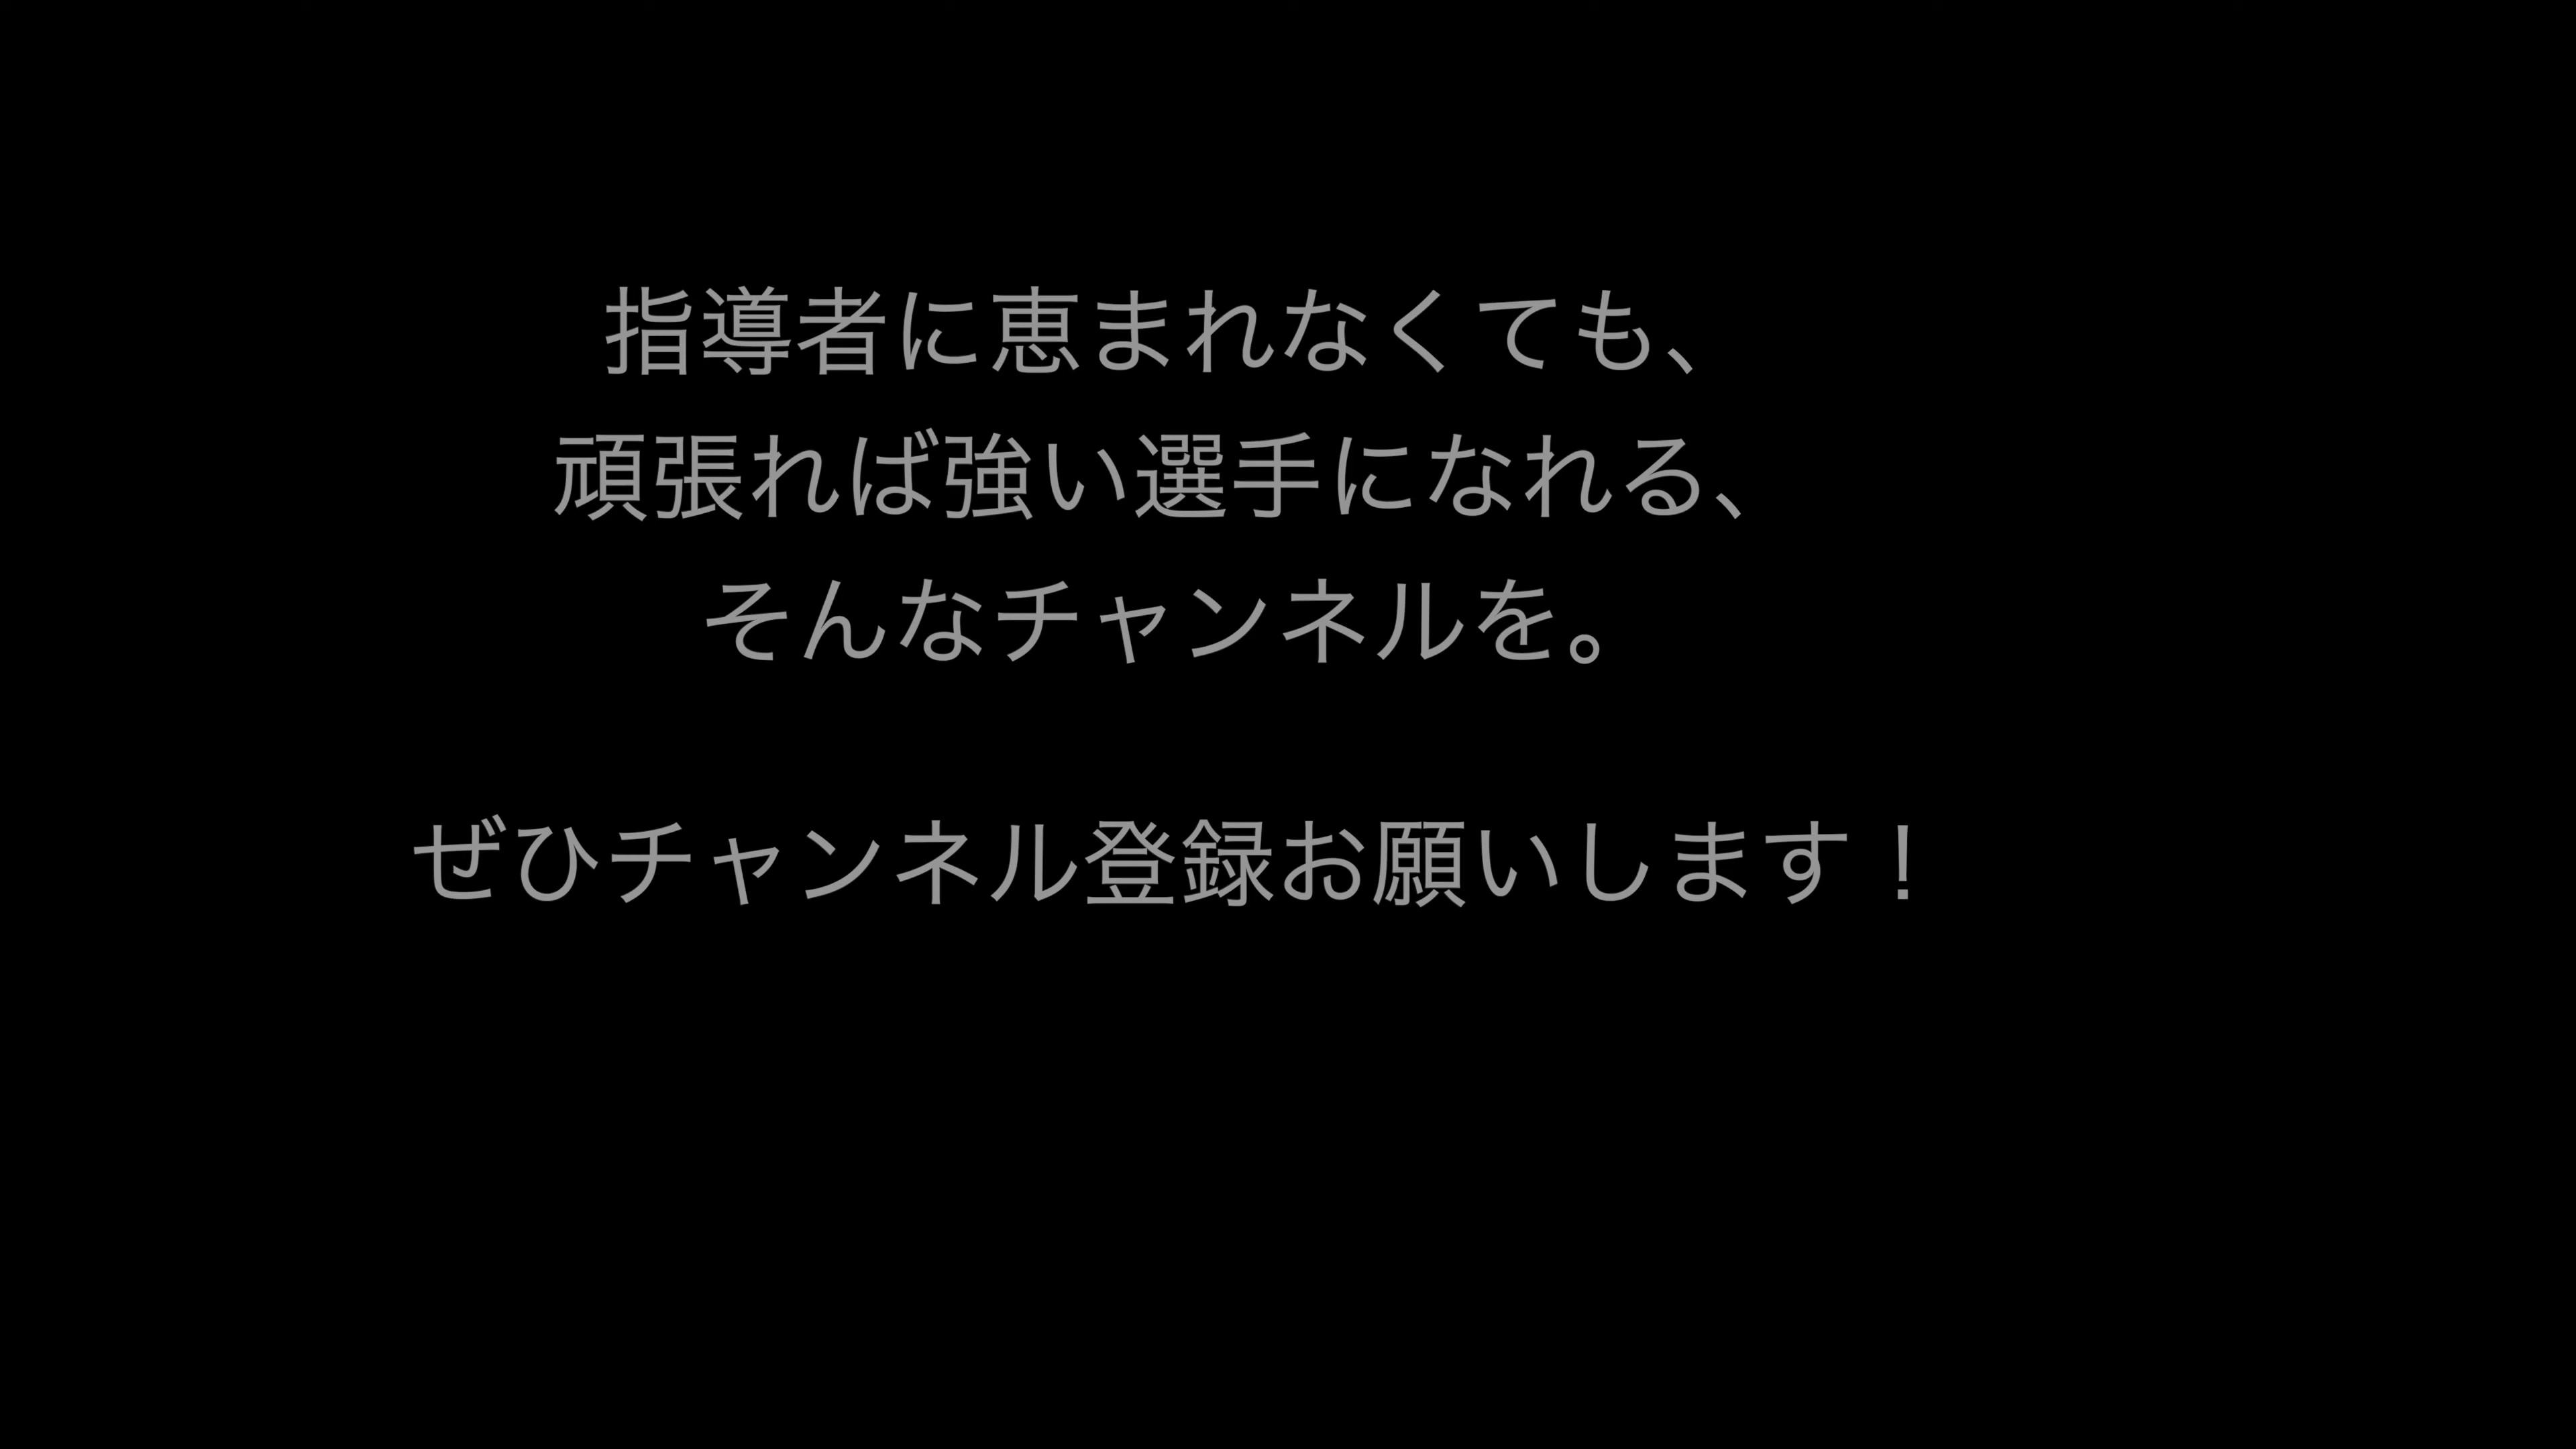 指導者に恵まれなくても、
頑張れば強い選手になれる、
そんなチャンネルを。
ぜひチャンネル登録お願いします！